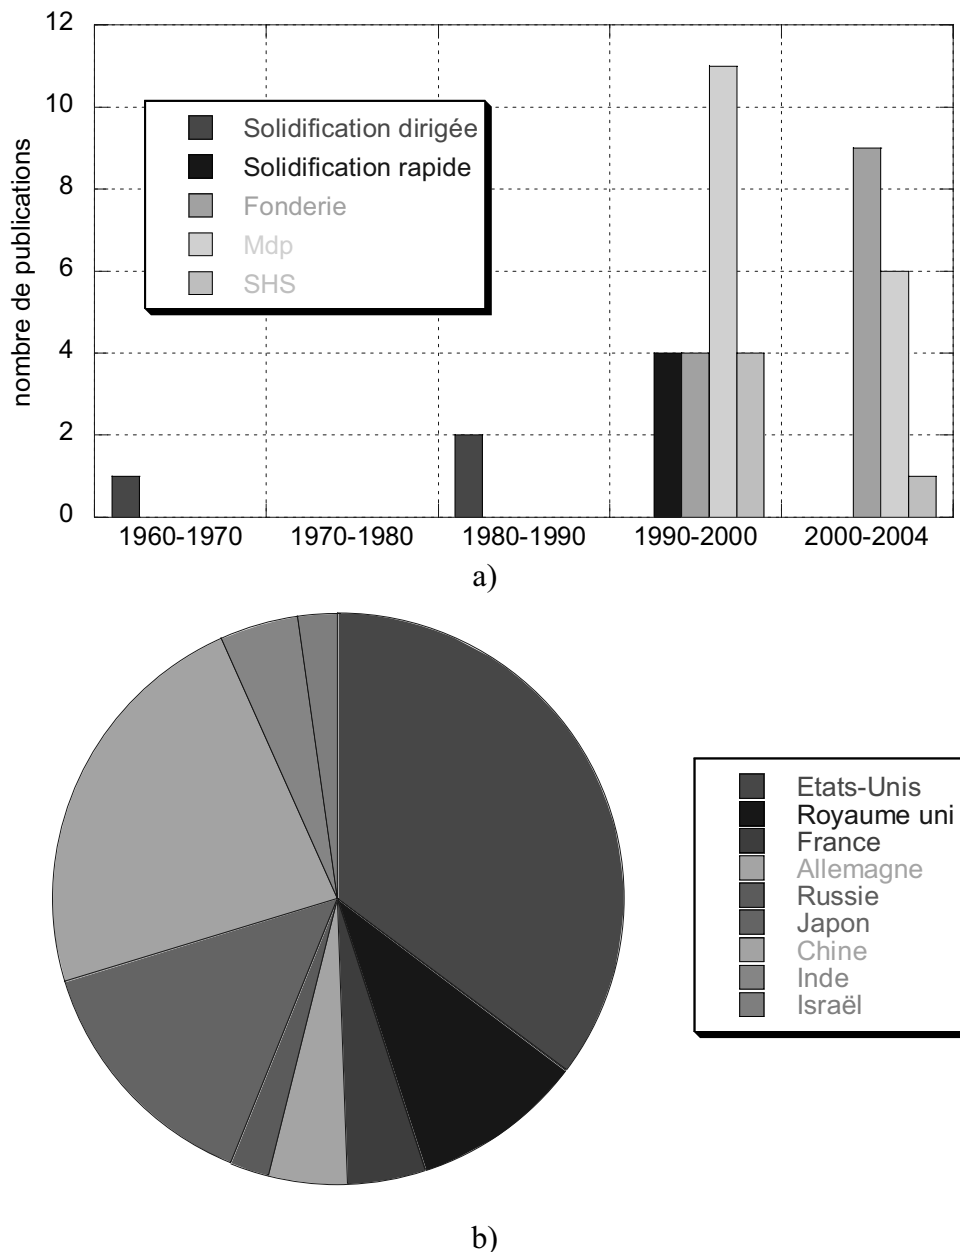 12
10
8
6
4
2
0
nombre de publications
Solidification dirigée
Solidification rapide
Fonderie
Mdp
SHS
1960-1970 1970-1980 1980-1990 1990-2000 2000-2004
a)
Etats-Unis
Royaume uni
France
Allemagne
Russie
Japon
Chine
Inde
Israël
b)